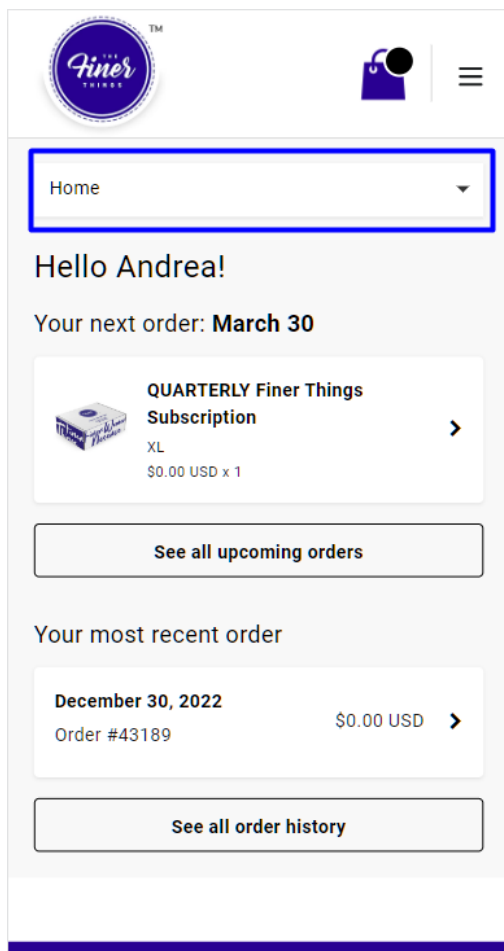 TM
THE
Finer
THINGS
Home
Hello Andrea!
Your next order: March 30
QUARTERLY Finer Things
Subscription
XL
$0.00 USD x 1
See all upcoming orders
Your most recent order
December 30, 2022
Order #43189
$0.00 USD
See all order history